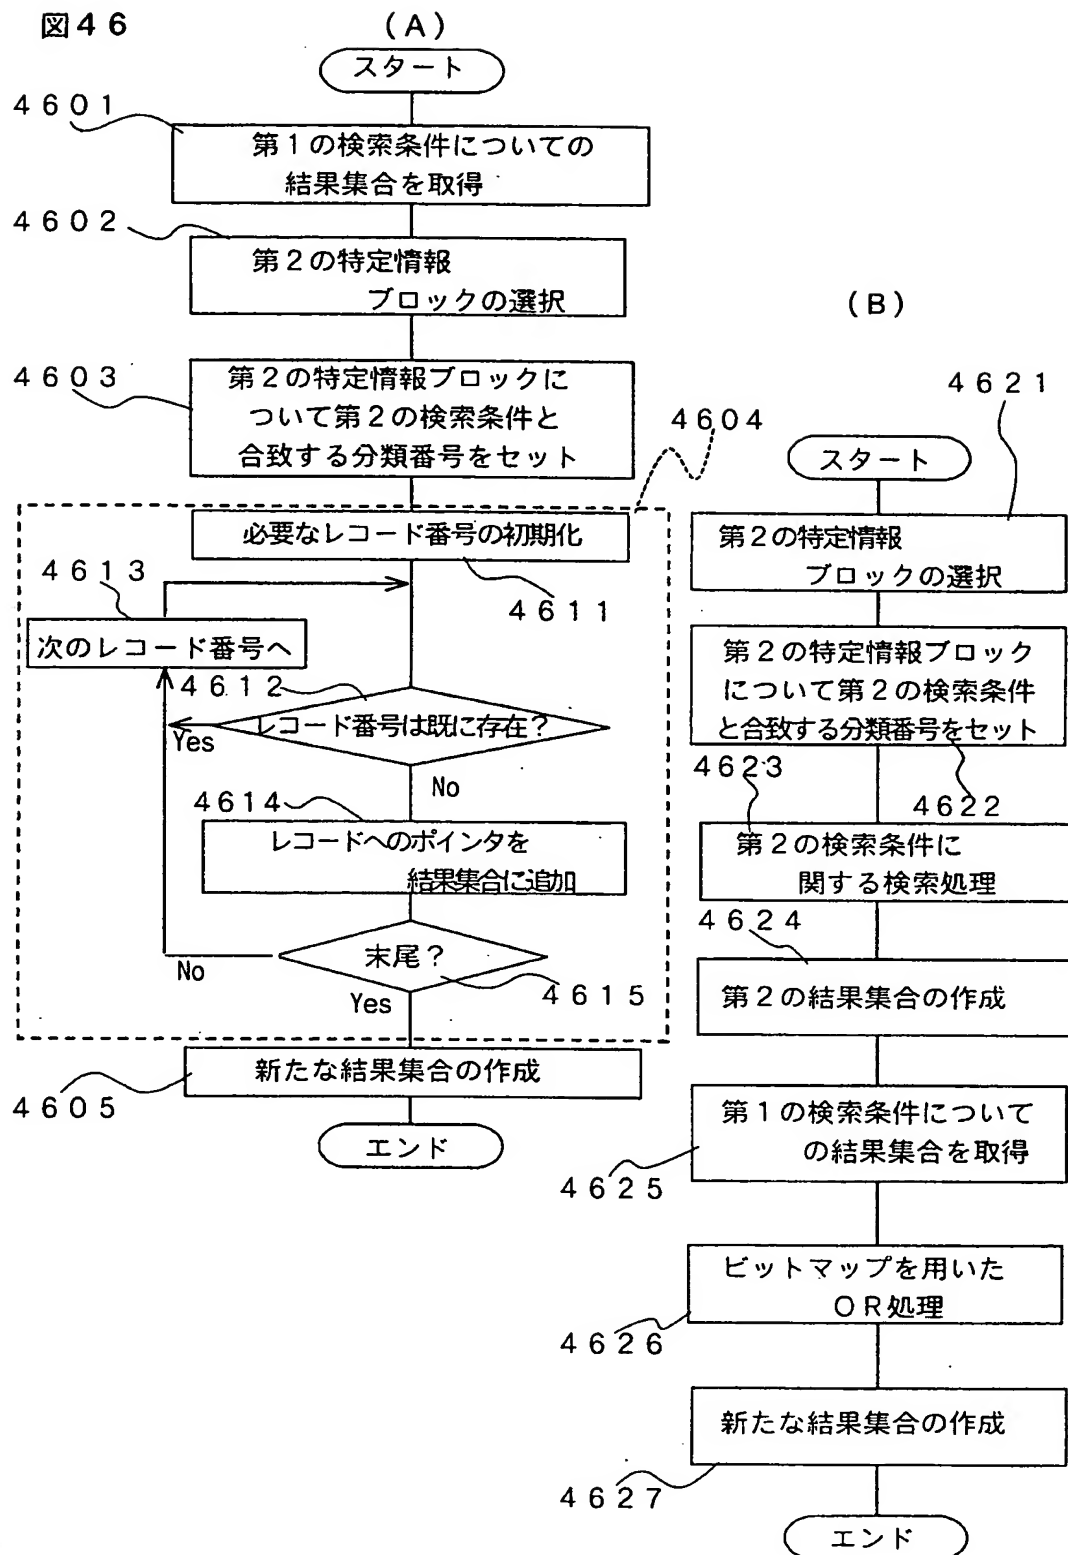 図46
(A)
スタート
4601
第1の検索条件についての
結果集合を取得
4602
第2の特定情報
ブロックの選択
4603
第2の特定情報ブロックに
ついて第2の検索条件と
合致する分類番号をセット
4604
必要なレコード番号の初期化
4611
4613
次のレコード番号へ
4612
レコード番号は既に存在?
Yes
No
4614
レコードへのポインタを
結果集合に追加
末尾?
No
4615
Yes
新たな結果集合の作成
4605
エンド
(B)
4621
スタート
第2の特定情報
ブロックの選択
第2の特定情報ブロック
について第2の検索条件
と合致する分類番号をセット
4623
4622
第2の検索条件に
関する検索処理
4624
第2の結果集合の作成
第1の検索条件について
の結果集合を取得
4625
ビットマップを用いた
OR処理
4626
新たな結果集合の作成
4627
エンド